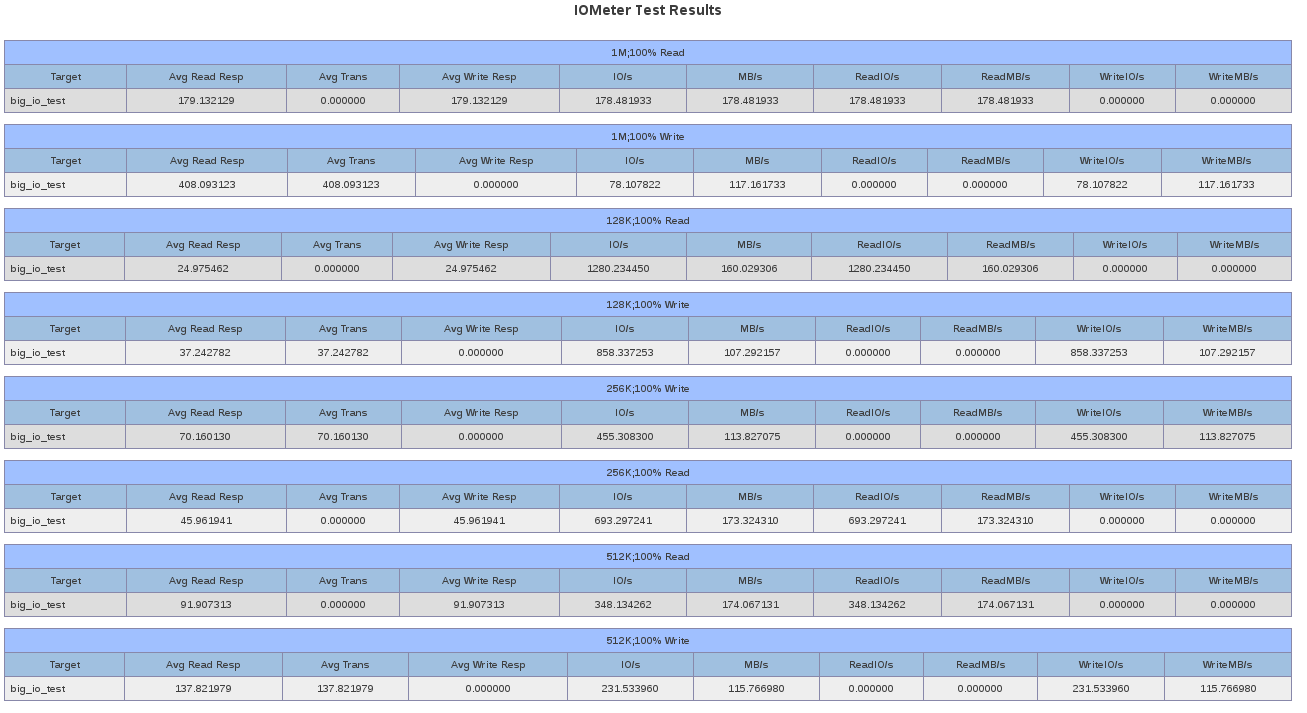 IOMeter Test Results
1M;100% Read
Target Avg Read Resp Avg Trans Avg Write Resp IO/s MB/s ReadIO/s ReadMB/s WriteIO/s WriteMB/s
big_io_test 179.132129 0.000000 179.132129 178.481933 178.481933 178.481933 178.481933 0.000000 0.000000
1M;100% Write
Target Avg Read Resp Avg Trans Avg Write Resp IO/s MB/s ReadIO/s ReadMB/s WriteIO/s WriteMB/s
big_io_test 408.093123 408.093123 0.000000 78.107822 117.161733 0.000000 0.000000 78.107822 117.161733
128K;100% Read
Target Avg Read Resp Avg Trans Avg Write Resp IO/s MB/s ReadIO/s ReadMB/s WriteIO/s WriteMB/s
big_io_test 24.975462 0.000000 24.975462 1280.234450 160.029306 1280.234450 160.029306 0.000000 0.000000
128K;100% Write
Target Avg Read Resp Avg Trans Avg Write Resp IO/s MB/s ReadIO/s ReadMB/s WriteIO/s WriteMB/s
big_io_test 37.242782 37.242782 0.000000 858.337253 107.292157 0.000000 0.000000 858.337253 107.292157
256K;100% Write
Target Avg Read Resp Avg Trans Avg Write Resp IO/s MB/s ReadIO/s ReadMB/s WriteIO/s WriteMB/s
big_io_test 70.160130 70.160130 0.000000 455.308300 113.827075 0.000000 0.000000 455.308300 113.827075
256K;100% Read
Target Avg Read Resp Avg Trans Avg Write Resp IO/s MB/s ReadIO/s ReadMB/s WriteIO/s WriteMB/s
big_io_test 45.961941 0.000000 45.961941 693.297241 173.324310 693.297241 173.324310 0.000000 0.000000
512K;100% Read
Target Avg Read Resp Avg Trans Avg Write Resp IO/s MB/s ReadIO/s ReadMB/s WriteIO/s WriteMB/s
big_io_test 91.907313 0.000000 91.907313 348.134262 174.067131 348.134262 174.067131 0.000000 0.000000
512K;100% Write
Target Avg Read Resp Avg Trans Avg Write Resp IO/s MB/s ReadIO/s ReadMB/s WriteIO/s WriteMB/s
big_io_test 137.821979 137.821979 0.000000 231.533960 115.766980 0.000000 0.000000 231.533960 115.766980